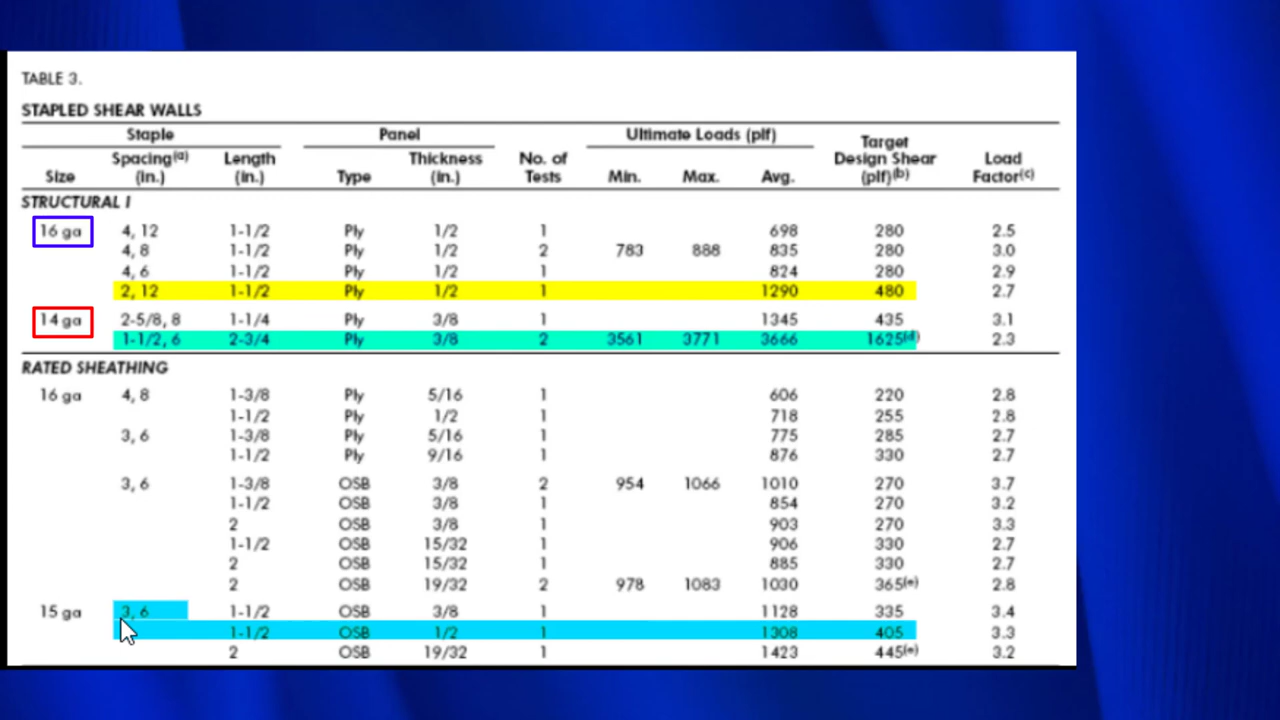 TABLE 3.
STAPLED SHEAR WALLS
Staple Panel Ultimate Loads (plf) Target
Spacing(a) Length Thickness No. of Design Shear Load
Size (in.) (in.) Type (in.) Tests Min. Max. Avg. (plf)(b) Factor(c)
STRUCTURAL I
16 ga 4, 12 1-1/2 Ply 1/2 1 698 280 2.5
4, 8 1-1/2 Ply 1/2 2 783 888 835 280 3.0
4, 6 1-1/2 Ply 1/2 1 824 280 2.9
2, 12 1-1/2 Ply 1/2 1 1290 480 2.7
14 ga 2-5/8, 8 1-1/4 Ply 3/8 1 1345 435 3.1
1-1/2, 6 2-3/4 Ply 3/8 2 3561 3771 3666 1625(d) 2.3
RATED SHEATHING
16 ga 4, 8 1-3/8 Ply 5/16 1 606 220 2.8
1-1/2 Ply 1/2 1 718 255 2.8
3, 6 1-3/8 Ply 5/16 1 775 285 2.7
1-1/2 Ply 9/16 1 876 330 2.7
3, 6 1-3/8 OSB 3/8 2 954 1066 1010 270 3.7
1-1/2 OSB 3/8 1 854 270 3.2
2 OSB 3/8 1 903 270 3.3
1-1/2 OSB 15/32 1 906 330 2.7
2 OSB 15/32 1 885 330 2.7
2 OSB 19/32 2 978 1083 1030 365(e) 2.8
15 ga 3, 6 1-1/2 OSB 3/8 1 1128 335 3.4
1-1/2 OSB 1/2 1 1308 405 3.3
2 OSB 19/32 1 1423 445(e) 3.2